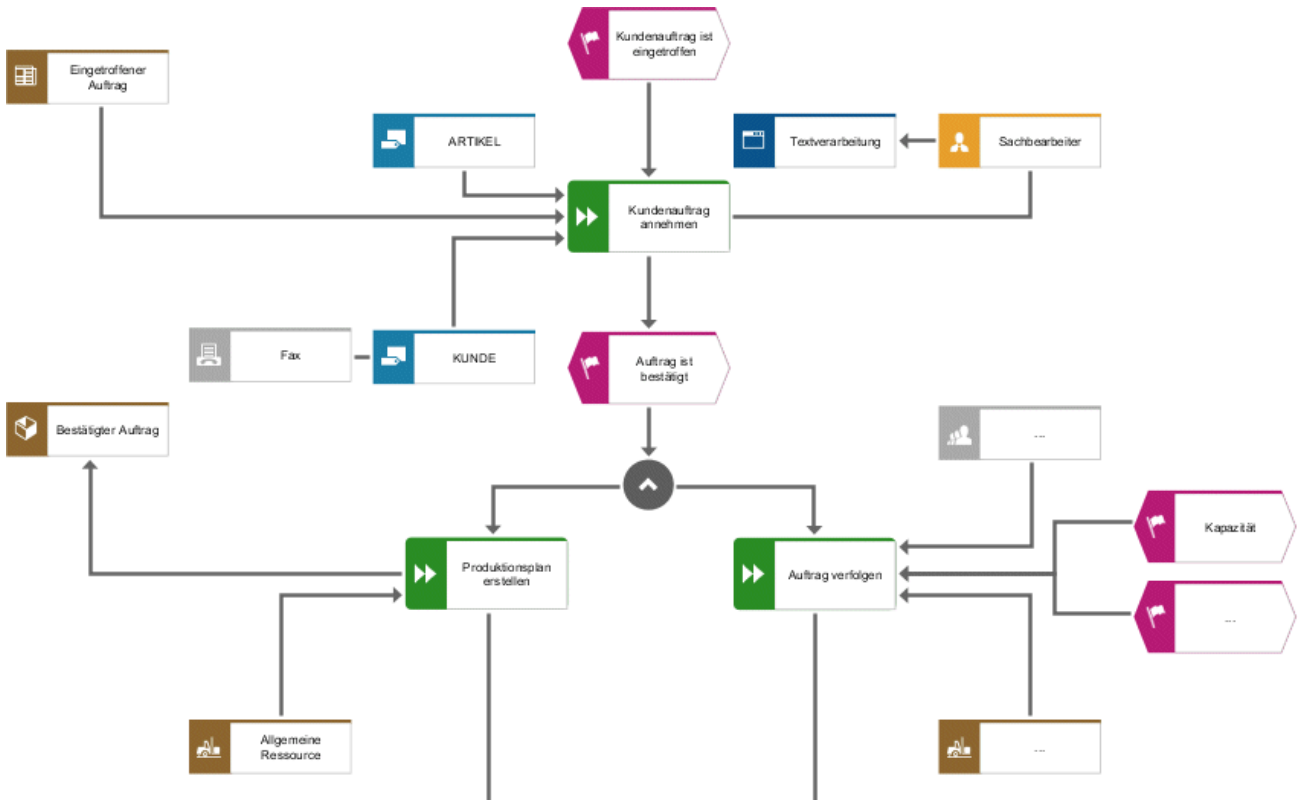 Kundenauftrag ist
eingetroffen
Eingetroffener
Auftrag
ARTIKEL
Textverarbeitung
Sachbearbeiter
Kundenauftrag
annehmen
Fax
KUNDE
Auftrag ist
bestätigt
Bestätigter Auftrag
...
Kapazität
Produktionsplan
erstellen
Auftrag verfolgen
...
Allgemeine
Ressource
...